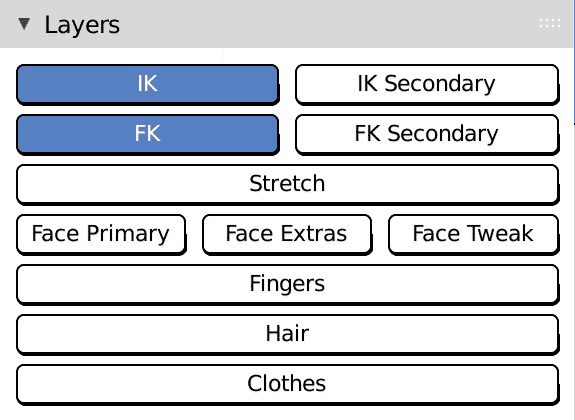 Layers
IK IK Secondary
FK FK Secondary
Stretch
Face Primary Face Extras Face Tweak
Fingers
Hair
Clothes